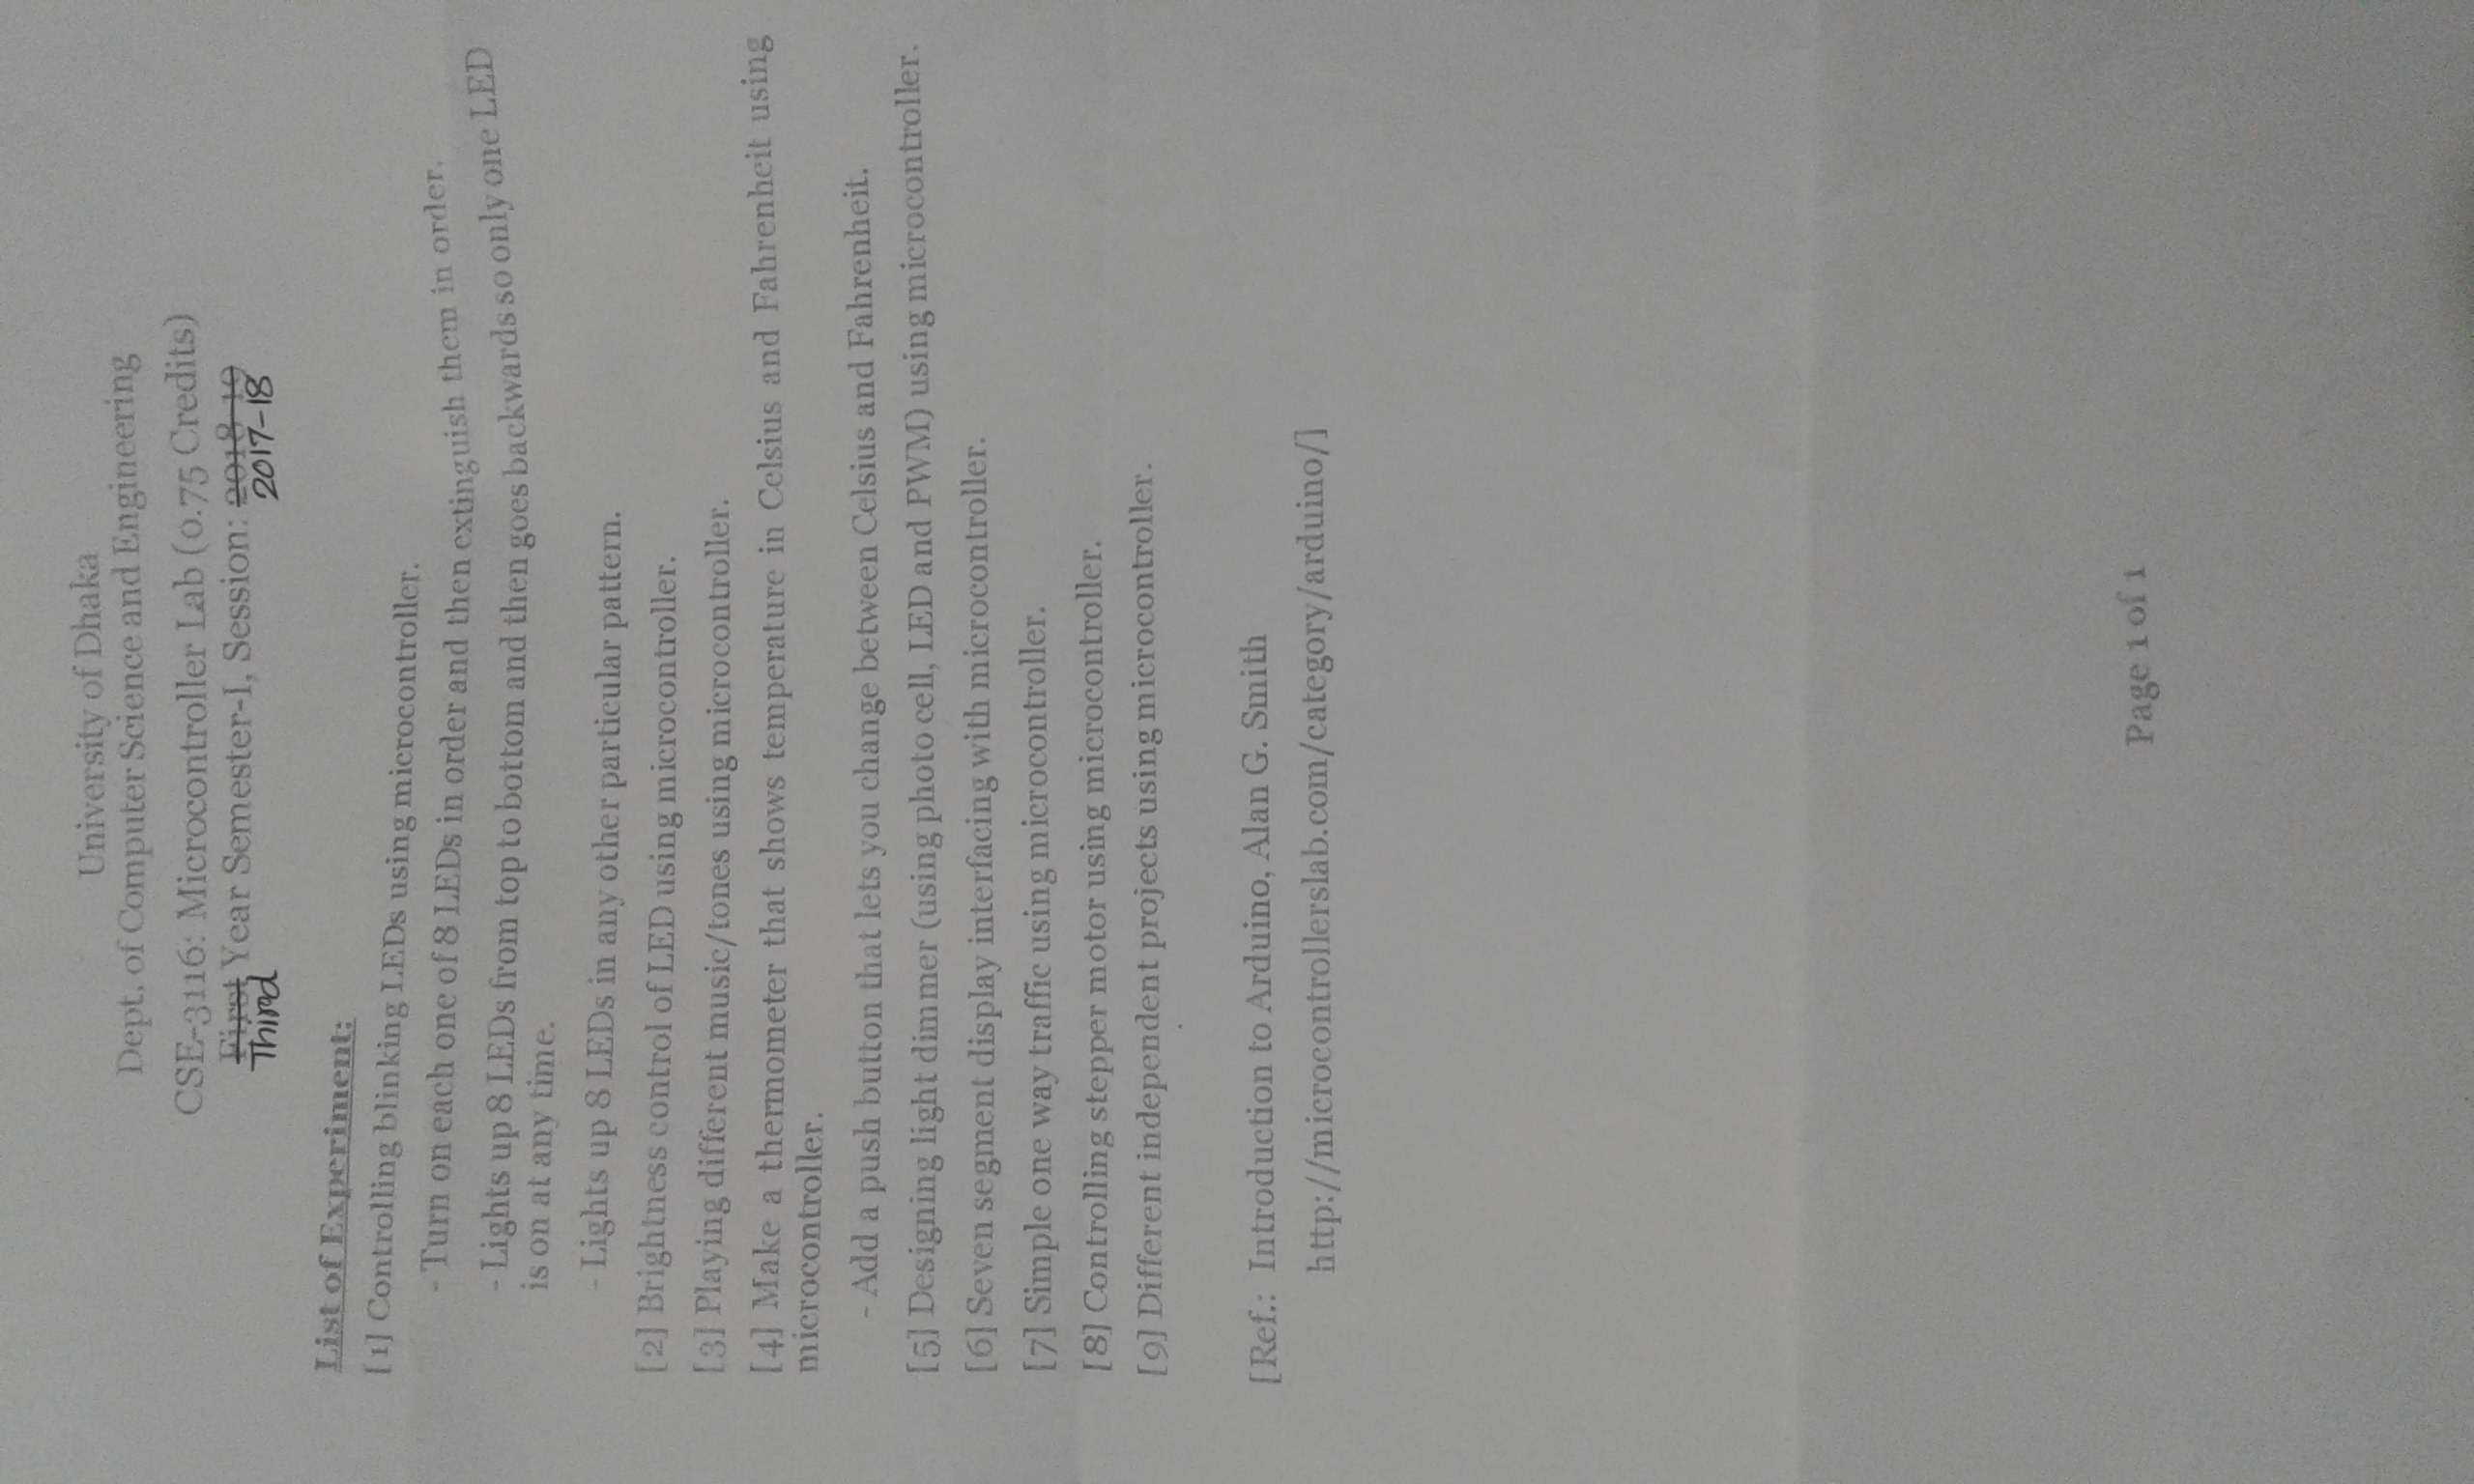 University of Dhaka
Dept. of Computer Science and Engineering
CSE-3116: Microcontroller Lab (0.75 Credits)
First Year Semester-I, Session: 2018-19
Third 2017-18
List of Experiment:
[1] Controlling blinking LEDs using microcontroller.
- Turn on each one of 8 LEDs in order and then extinguish them in order.
- Lights up 8 LEDs from top to bottom and then goes backwards so only one LED
is on at any time.
- Lights up 8 LEDs in any other particular pattern.
[2] Brightness control of LED using microcontroller.
[3] Playing different music/tones using microcontroller.
[4] Make a thermometer that shows temperature in Celsius and Fahrenheit using
microcontroller.
- Add a push button that lets you change between Celsius and Fahrenheit.
[5] Designing light dimmer (using photo cell, LED and PWM) using microcontroller.
[6] Seven segment display interfacing with microcontroller.
[7] Simple one way traffic using microcontroller.
[8] Controlling stepper motor using microcontroller.
[9] Different independent projects using microcontroller.
[Ref.: Introduction to Arduino, Alan G. Smith
http://microcontrollerslab.com/category/arduino/]
Page 1 of 1